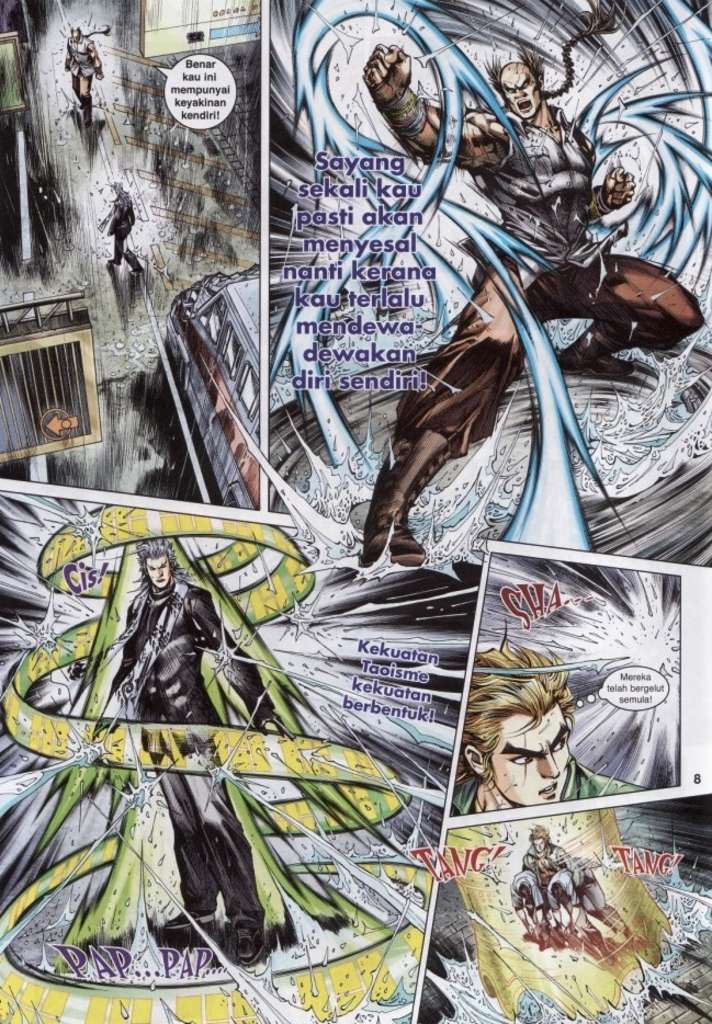 Benar
kau ini
mempunyai
keyakinan
kendiri!
Sayang
sekali kau
pasti akan
menyesal
nanti kerana
kau terlalu
mendewa-
dewakan
diri sendiri!
Cis!
Kekuatan
Taoisme
kekuatan
berbentuk!
PAP...PAP...
SHA....
Mereka
telah bergelut
semula!
8
TANG!
TANG!